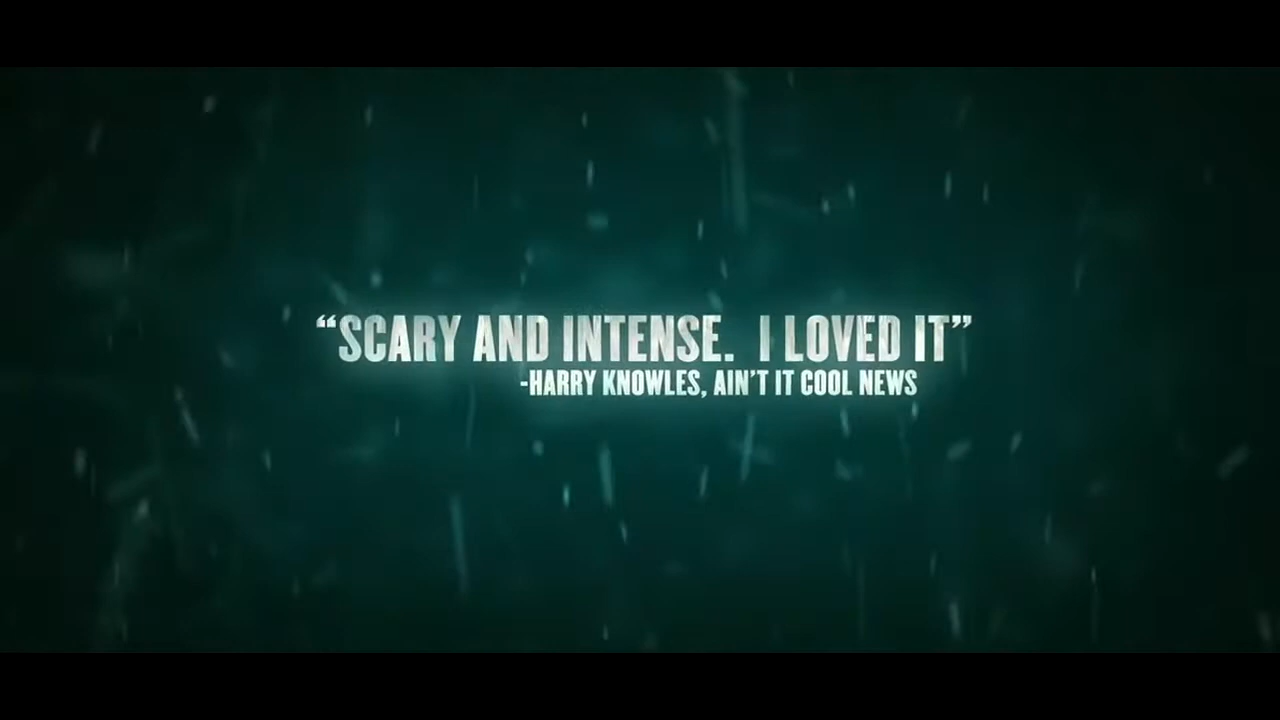 “SCARY AND INTENSE.  I LOVED IT”
-HARRY KNOWLES, AIN’T IT COOL NEWS